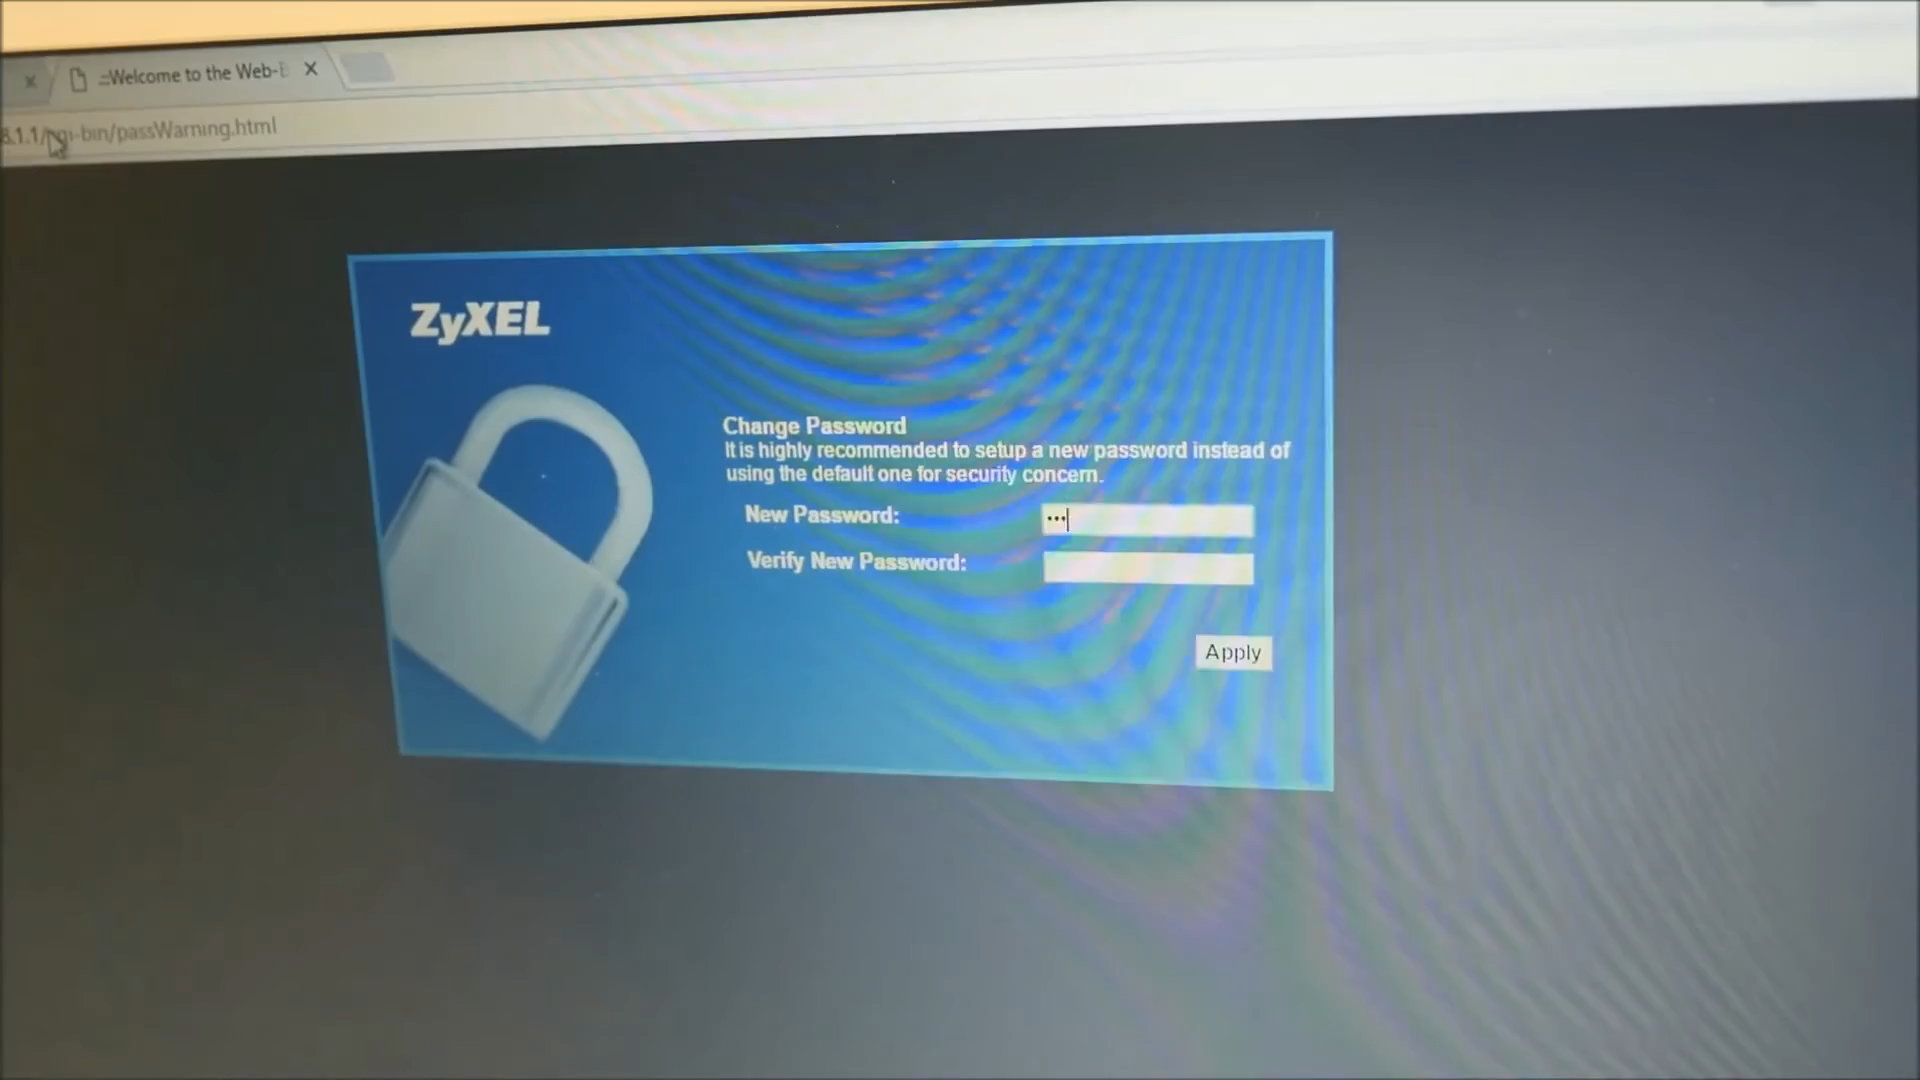 .::Welcome to the Web-B
8.1.1/cgi-bin/passWarning.html
ZyXEL
Change Password
It is highly recommended to setup a new password instead of
using the default one for security concern.
New Password: •••
Verify New Password:
Apply